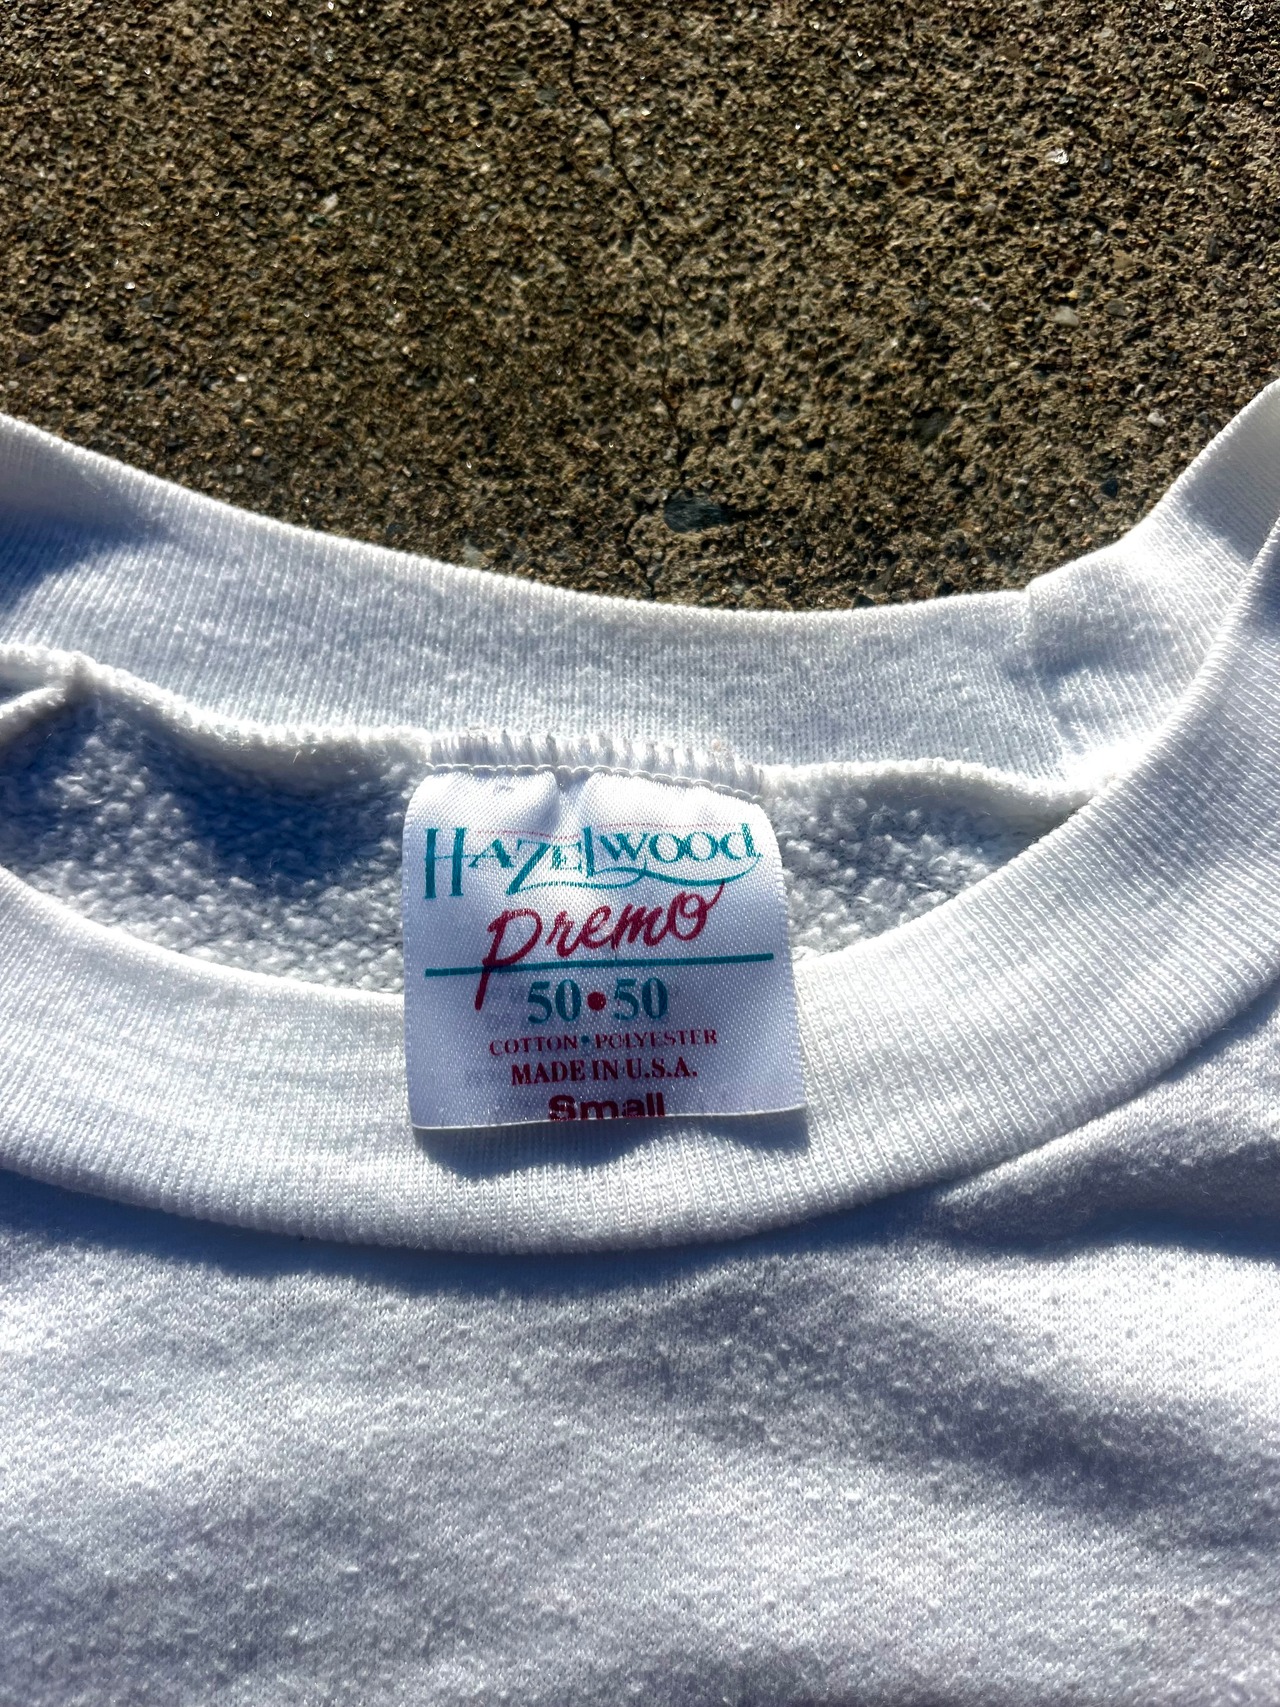 Hazelwood
Premo
50•50
COTTON•POLYESTER
MADE IN U.S.A.
Small